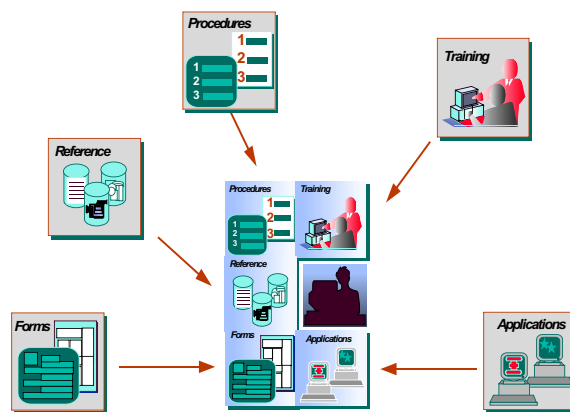 Procedures
1
2
3
1
2
3
Training
Reference
Procedures
1
2
3
1
2
3
Training
Reference
Forms
Applications
Forms
Applications